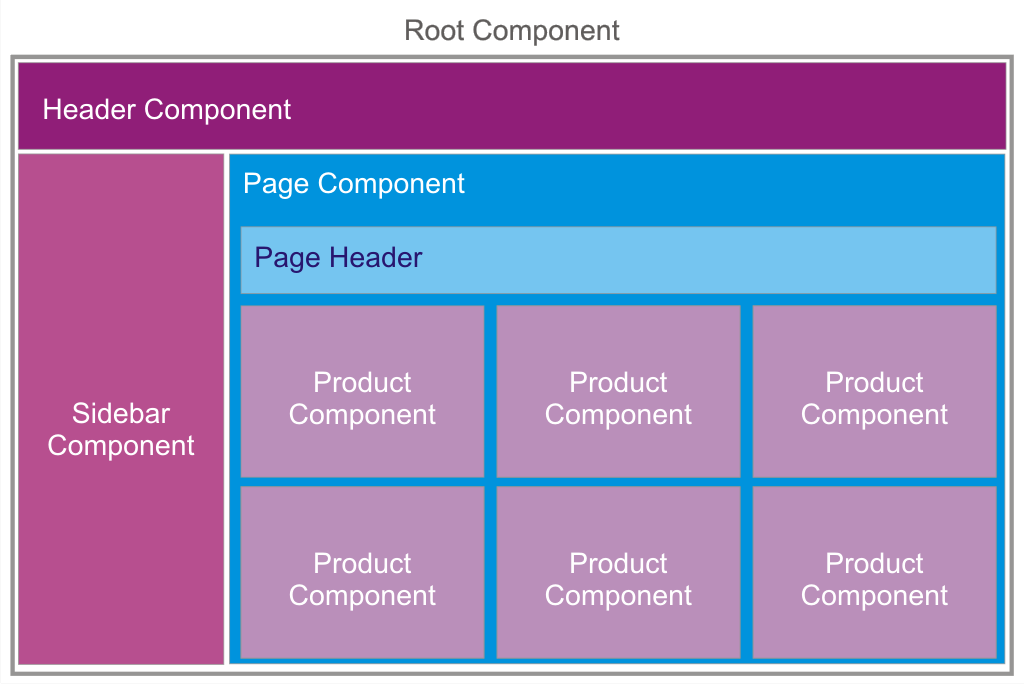 Root Component
Header Component
Page Component
Page Header
Sidebar
Component
Product
Component
Product
Component
Product
Component
Product
Component
Product
Component
Product
Component